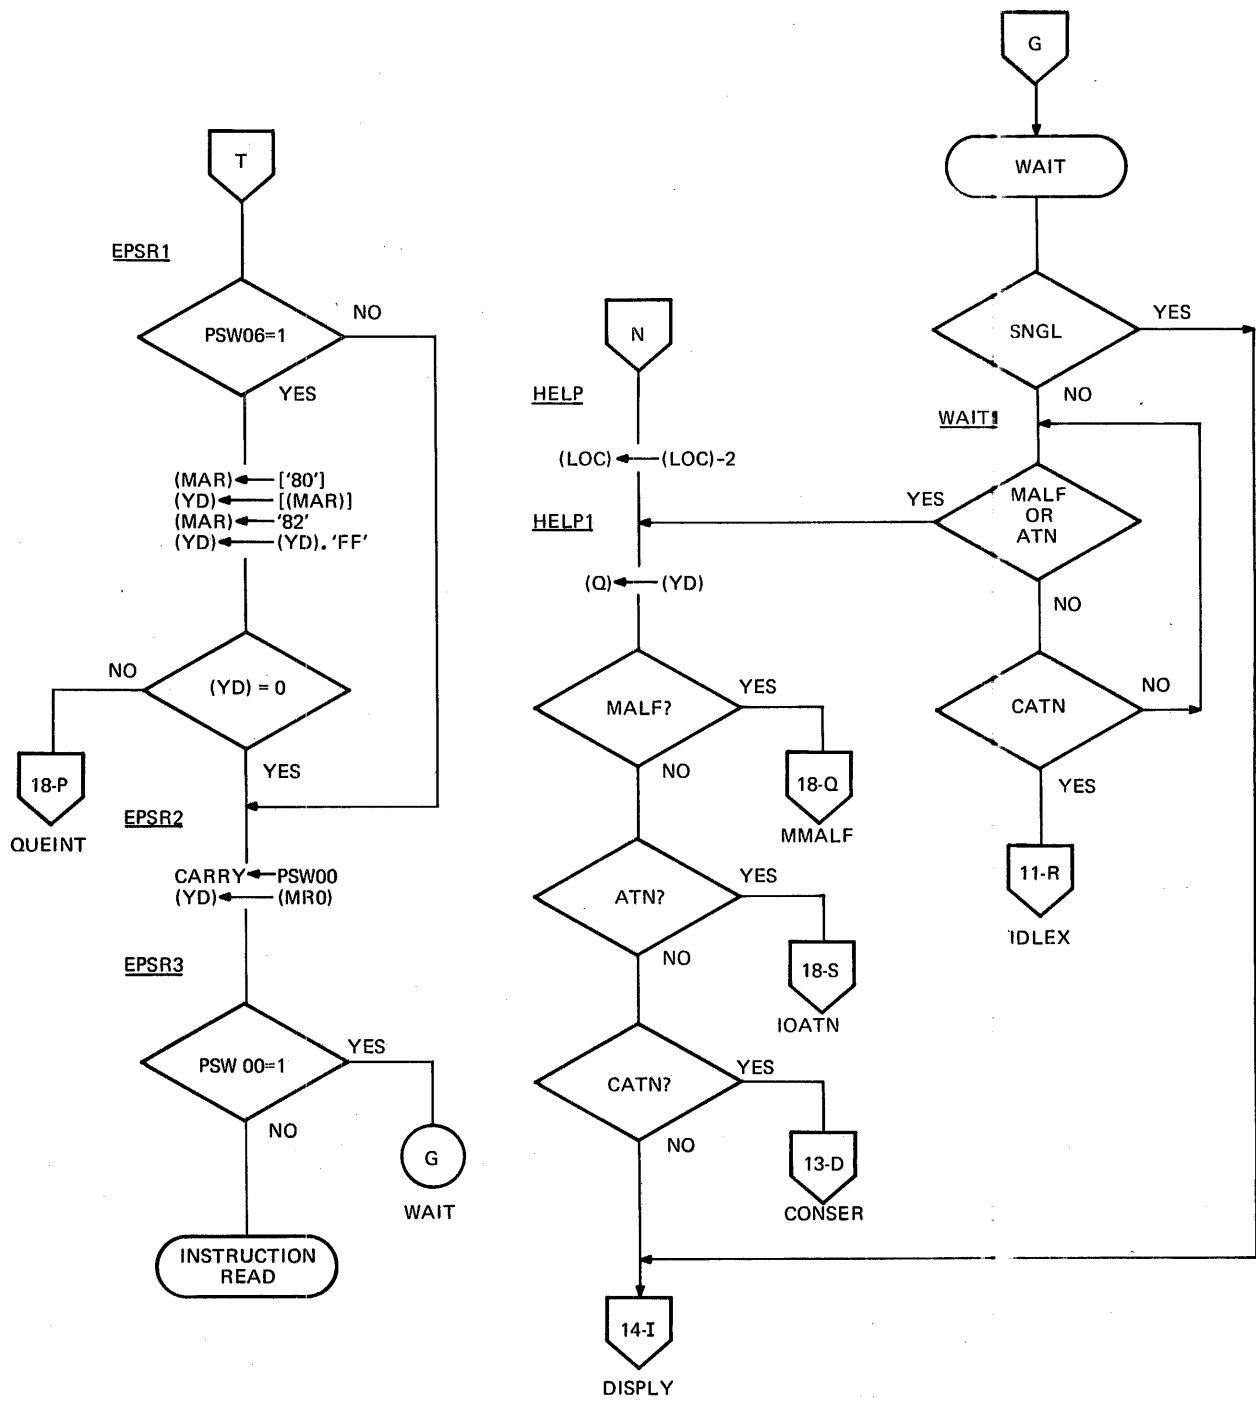 T
EPSR1
PSW06=1
NO
YES
(MAR)←['80']
(YD)←[(MAR)]
(MAR)←'82'
(YD)←(YD).'FF'
(YD) = 0
NO
YES
18-P
QUEINT
EPSR2
CARRY←PSW00
(YD)←(MR0)
EPSR3
PSW 00=1
YES
NO
G
WAIT
INSTRUCTION
READ
N
HELP
(LOC)←(LOC)-2
HELP1
(Q)←(YD)
MALF?
YES
NO
18-Q
MMALF
ATN?
YES
NO
18-S
IOATN
CATN?
YES
NO
13-D
CONSER
14-I
DISPLY
G
WAIT
SNGL
YES
NO
WAIT1
MALF
OR
ATN
YES
NO
CATN
NO
YES
11-R
IDLEX